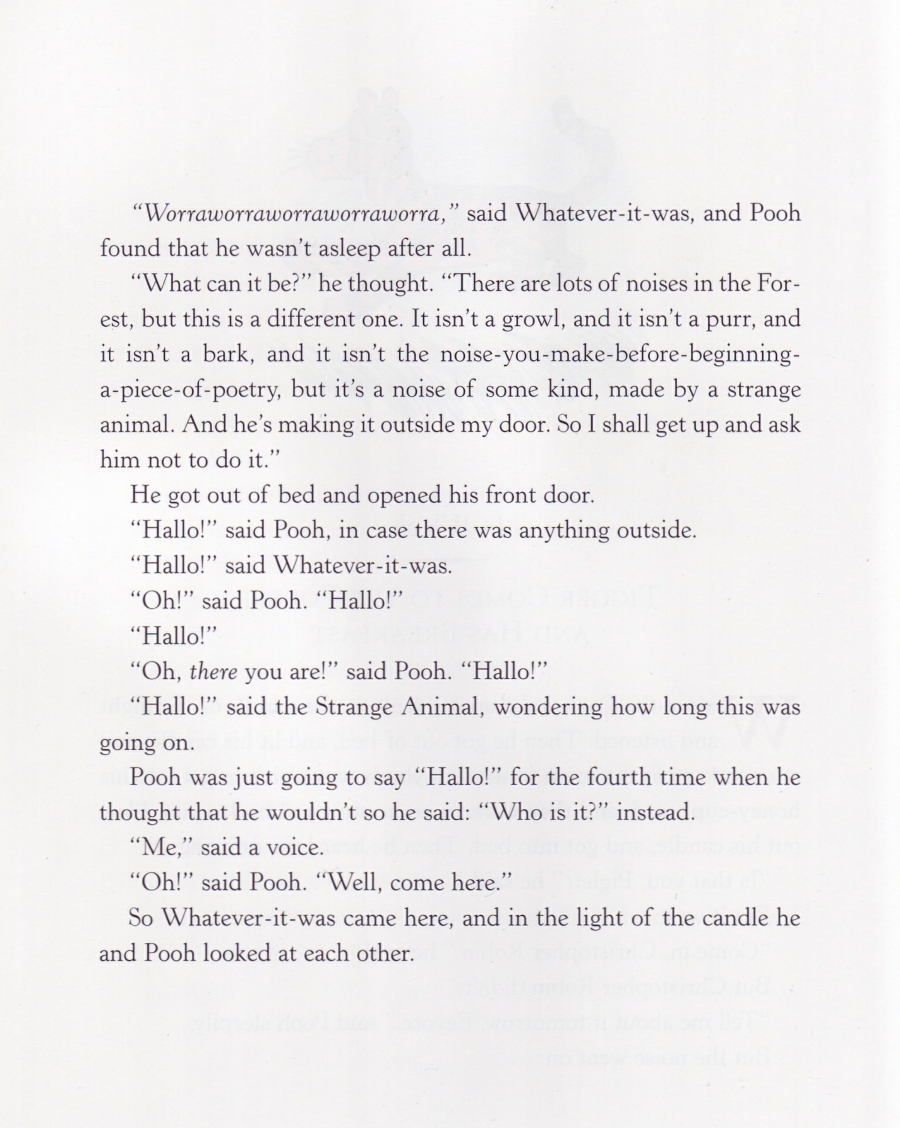 “Worraworraworraworraworra,” said Whatever-it-was, and Pooh
found that he wasn’t asleep after all.
“What can it be?” he thought. “There are lots of noises in the For-
est, but this is a different one. It isn’t a growl, and it isn’t a purr, and
it isn’t a bark, and it isn’t the noise-you-make-before-beginning-
a-piece-of-poetry, but it’s a noise of some kind, made by a strange
animal. And he’s making it outside my door. So I shall get up and ask
him not to do it.”
He got out of bed and opened his front door.
“Hallo!” said Pooh, in case there was anything outside.
“Hallo!” said Whatever-it-was.
“Oh!” said Pooh. “Hallo!”
“Hallo!”
“Oh, there you are!” said Pooh. “Hallo!”
“Hallo!” said the Strange Animal, wondering how long this was
going on.
Pooh was just going to say “Hallo!” for the fourth time when he
thought that he wouldn’t so he said: “Who is it?” instead.
“Me,” said a voice.
“Oh!” said Pooh. “Well, come here.”
So Whatever-it-was came here, and in the light of the candle he
and Pooh looked at each other.